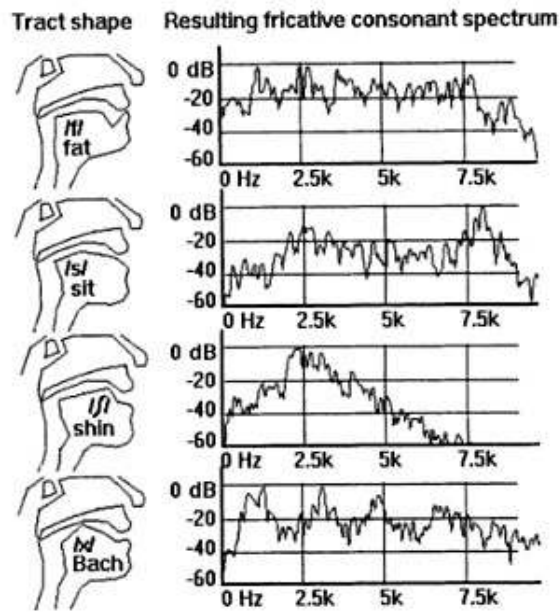 Tract shape Resulting fricative consonant spectrum
/f/
fat
0 dB
-20
-40
-60
0 Hz 2.5k 5k 7.5k
/s/
sit
0 dB
-20
-40
-60
0 Hz 2.5k 5k 7.5k
/ʃ/
shin
0 dB
-20
-40
-60
0 Hz 2.5k 5k 7.5k
/x/
Bach
0 dB
-20
-40
-60
0 Hz 2.5k 5k 7.5k